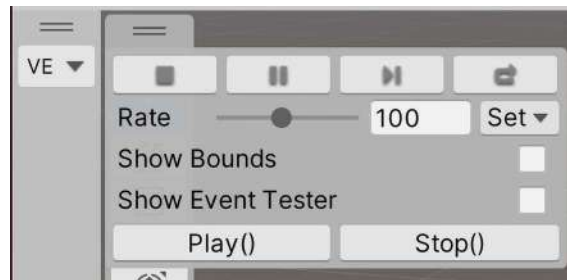 VE
Rate 100 Set
Show Bounds
Show Event Tester
Play() Stop()